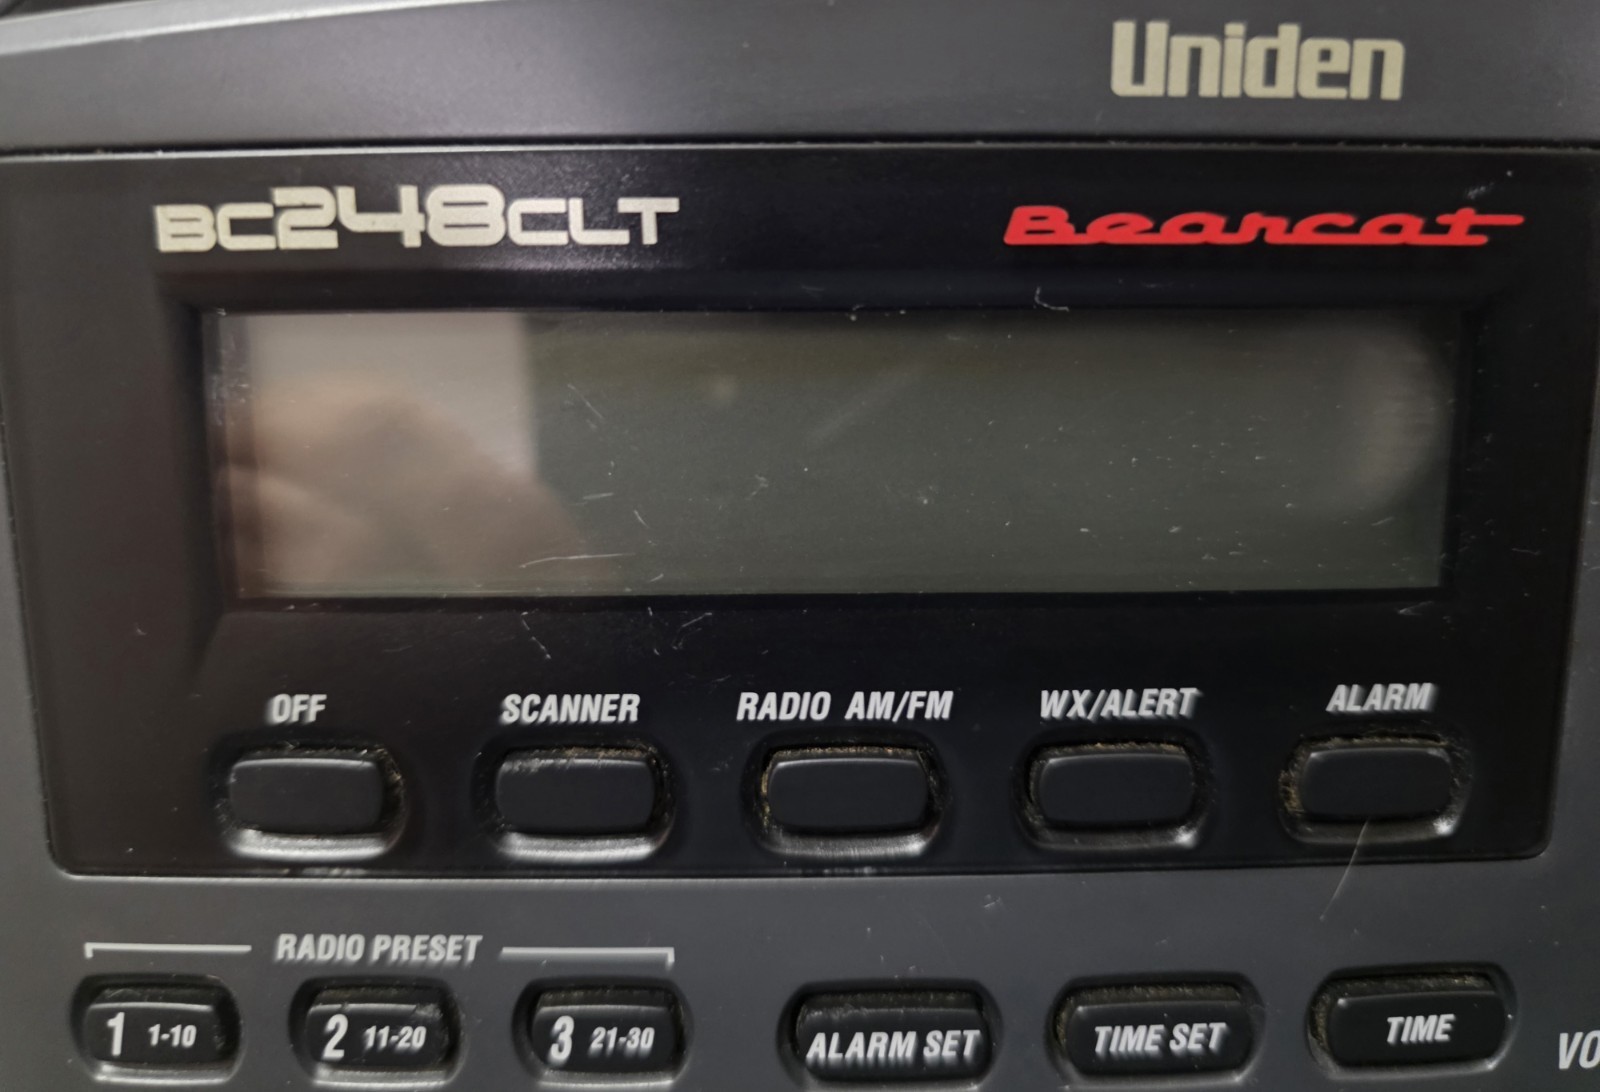 Uniden
BC248CLT
Bearcat
OFF
SCANNER
RADIO AM/FM
WX/ALERT
ALARM
RADIO PRESET
1 1-10
2 11-20
3 21-30
ALARM SET
TIME SET
TIME
VO